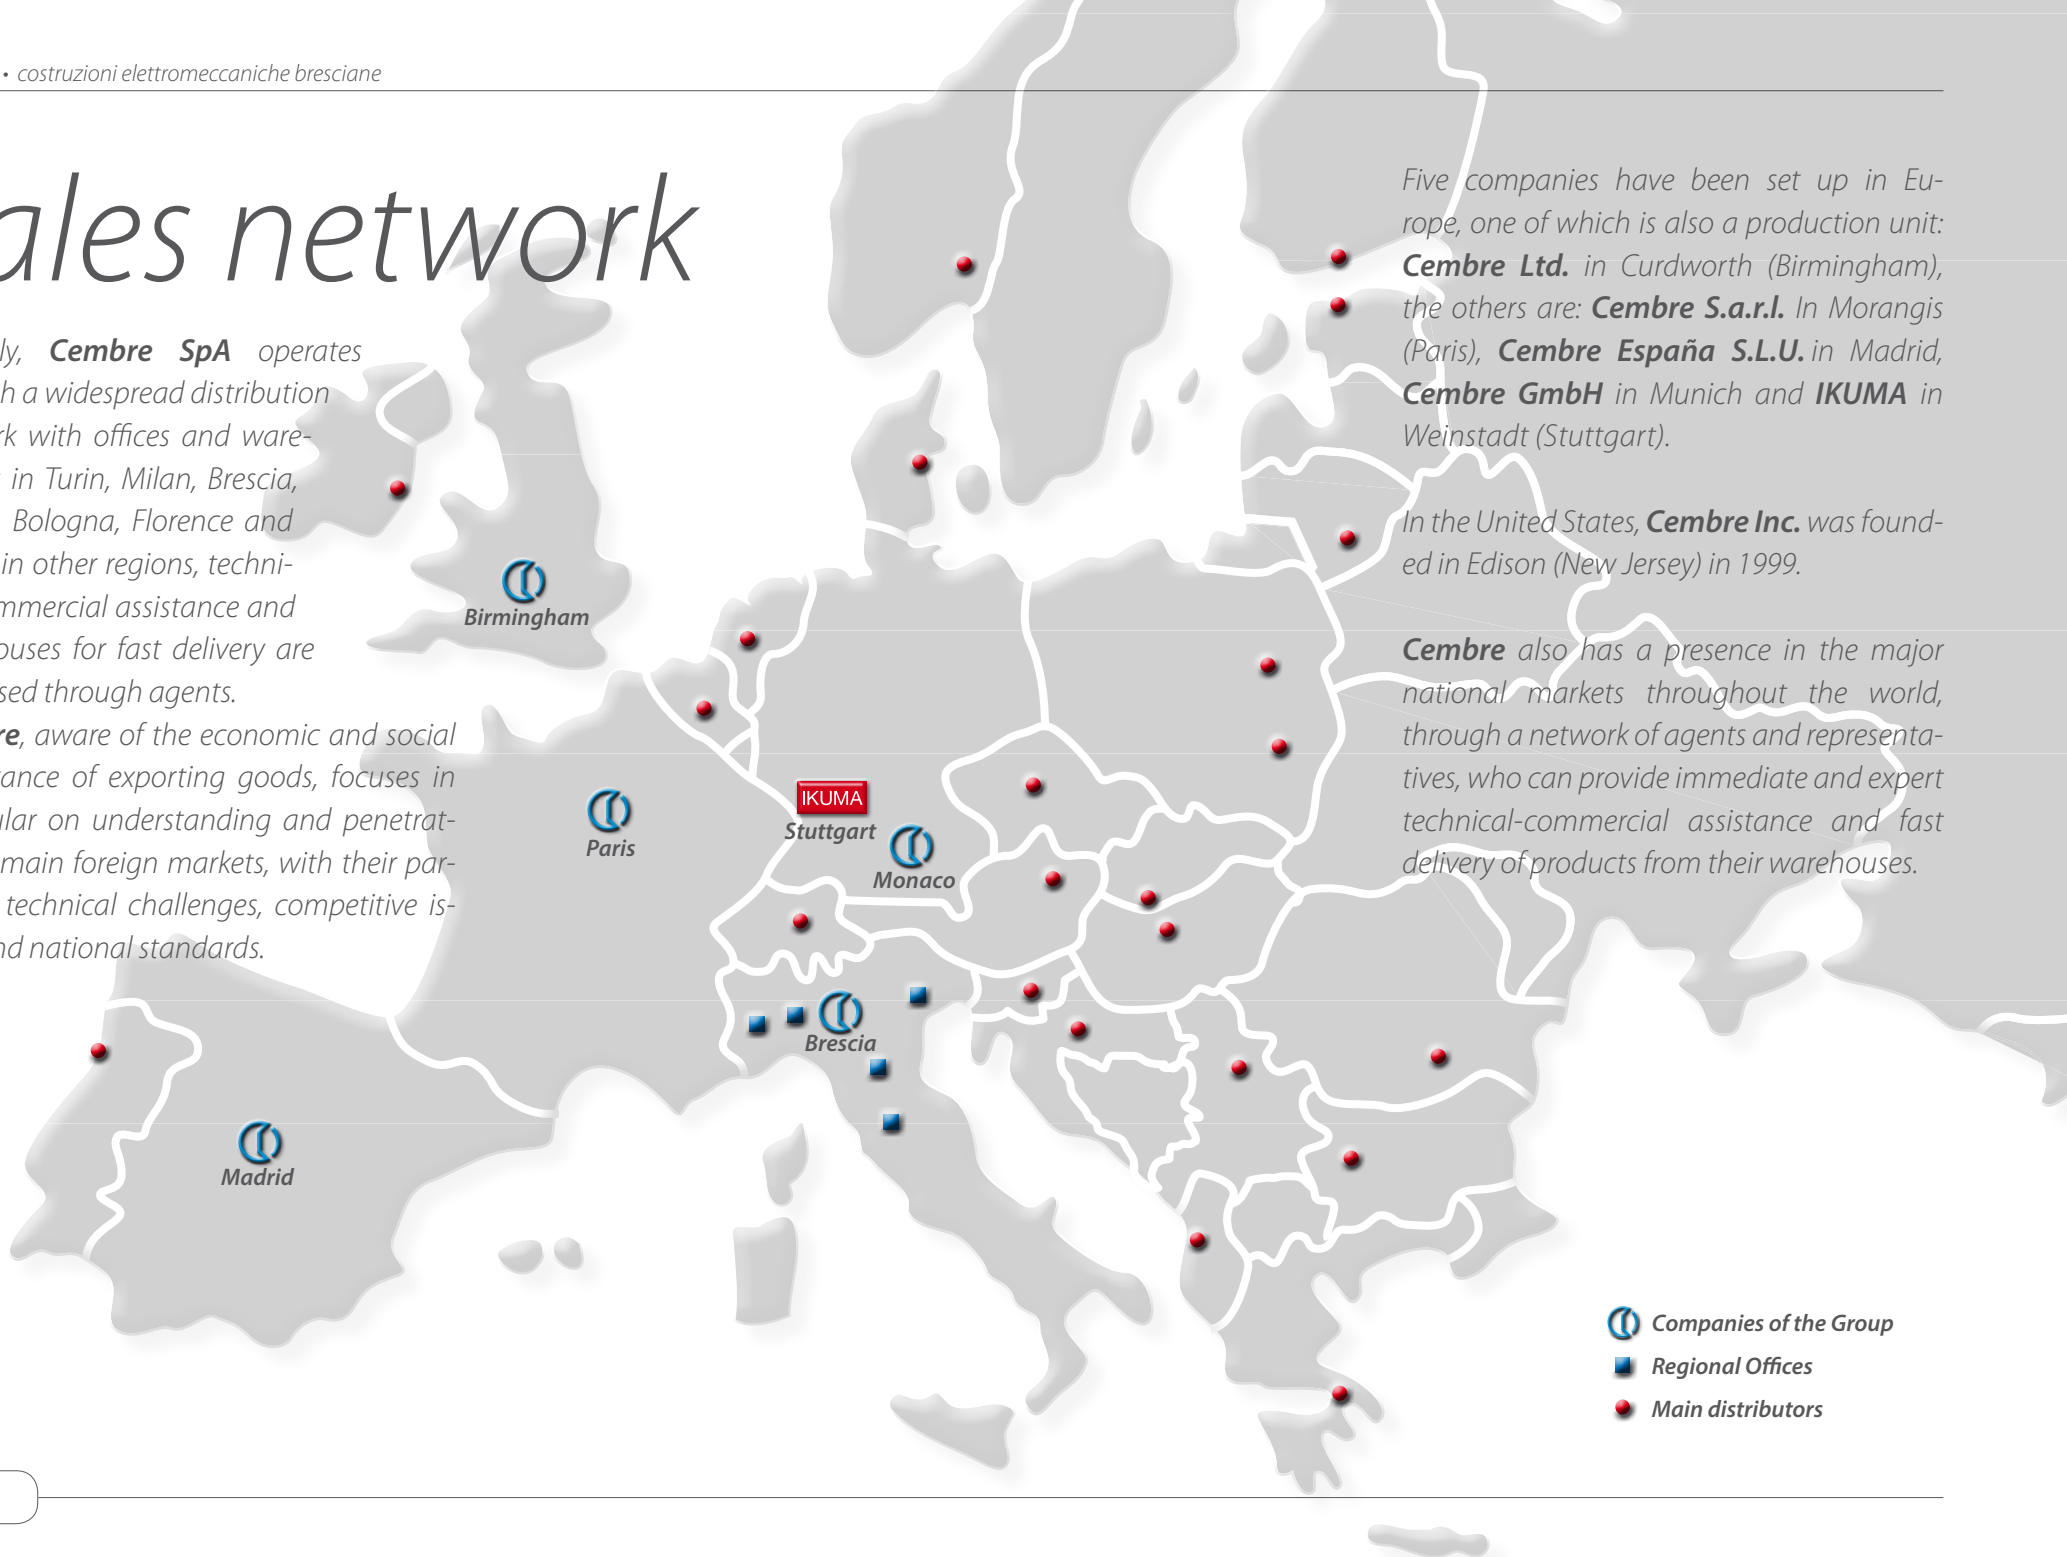 • costruzioni elettromeccaniche bresciane
ales network
ly, Cembre SpA operates
h a widespread distribution
rk with offices and ware-
in Turin, Milan, Brescia,
Bologna, Florence and
in other regions, techni-
mmercial assistance and
ouses for fast delivery are
sed through agents.
re, aware of the economic and social
tance of exporting goods, focuses in
ular on understanding and penetrat-
main foreign markets, with their par-
technical challenges, competitive is-
nd national standards.
Five companies have been set up in Eu-
rope, one of which is also a production unit:
Cembre Ltd. in Curdworth (Birmingham),
the others are: Cembre S.a.r.l. In Morangis
(Paris), Cembre España S.L.U. in Madrid,
Cembre GmbH in Munich and IKUMA in
Weinstadt (Stuttgart).
In the United States, Cembre Inc. was found-
ed in Edison (New Jersey) in 1999.
Cembre also has a presence in the major
national markets throughout the world,
through a network of agents and representa-
tives, who can provide immediate and expert
technical-commercial assistance and fast
delivery of products from their warehouses.
Birmingham
Paris
IKUMA
Stuttgart
Monaco
Brescia
Madrid
Companies of the Group
Regional Offices
Main distributors